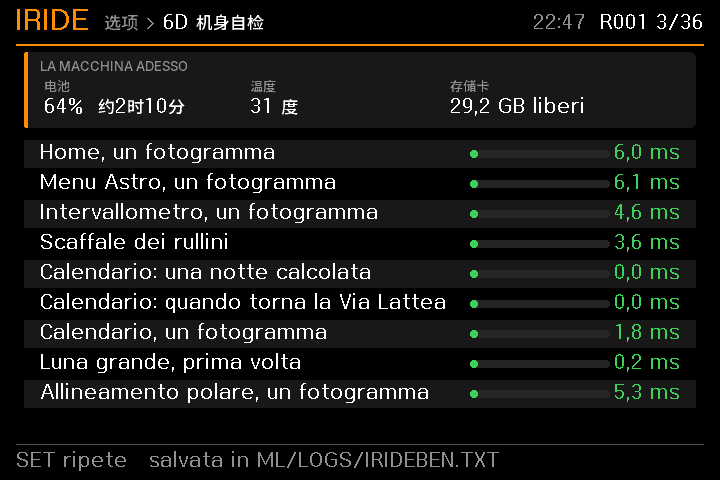 IRIDE 选项 > 6D 机身自检 22:47 R001 3/36
LA MACCHINA ADESSO
电池 温度 存储卡
64% 约2时10分 31 度 29,2 GB liberi
Home, un fotogramma 6,0 ms
Menu Astro, un fotogramma 6,1 ms
Intervallometro, un fotogramma 4,6 ms
Scaffale dei rullini 3,6 ms
Calendario: una notte calcolata 0,0 ms
Calendario: quando torna la Via Lattea 0,0 ms
Calendario, un fotogramma 1,8 ms
Luna grande, prima volta 0,2 ms
Allineamento polare, un fotogramma 5,3 ms
SET ripete salvata in ML/LOGS/IRIDEBEN.TXT